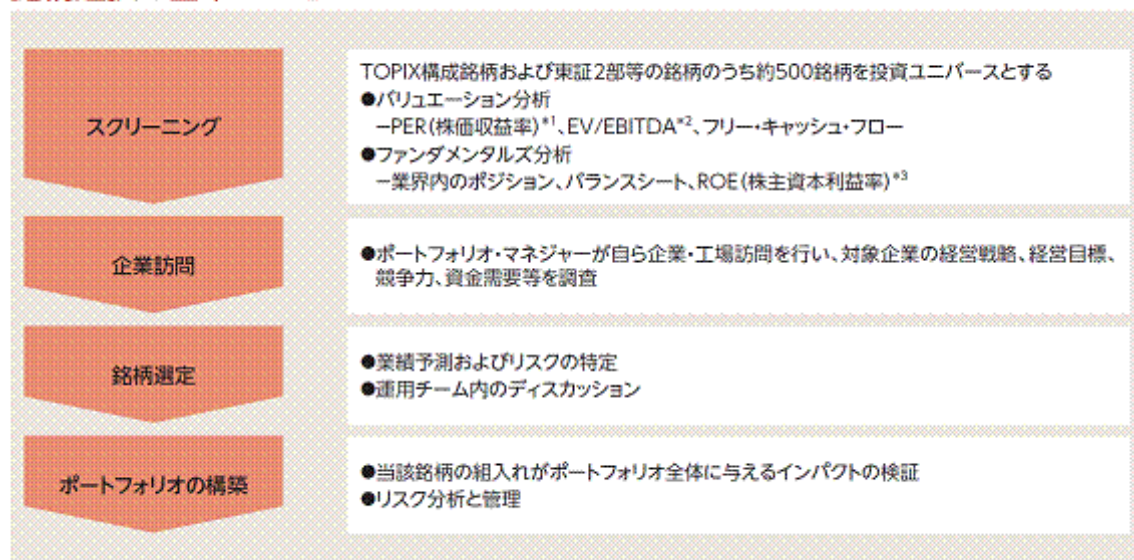 スクリーニング
TOPIX構成銘柄および東証2部等の銘柄のうち約500銘柄を投資ユニバースとする
●バリュエーション分析
－PER(株価収益率)*1、EV/EBITDA*2、フリー・キャッシュ・フロー
●ファンダメンタルズ分析
－業界内のポジション、バランスシート、ROE(株主資本利益率)*3
企業訪問
●ポートフォリオ・マネジャーが自ら企業・工場訪問を行い、対象企業の経営戦略、経営目標、
競争力、資金需要等を調査
銘柄選定
●業績予測およびリスクの特定
●運用チーム内のディスカッション
ポートフォリオの構築
●当該銘柄の組入れがポートフォリオ全体に与えるインパクトの検証
●リスク分析と管理